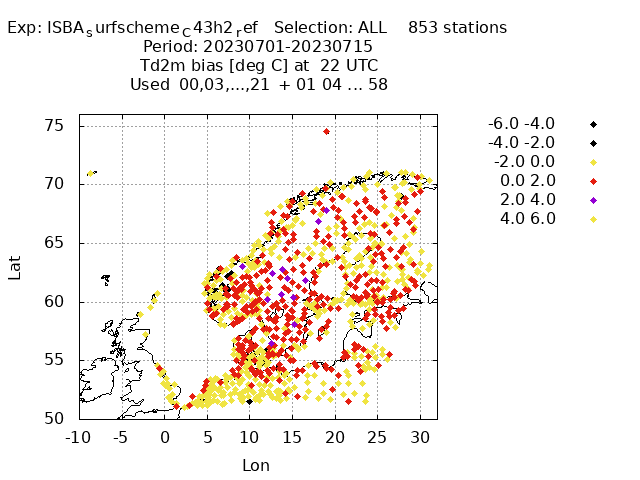 Exp: ISBAsurfschemeC43h2ref Selection: ALL 853 stations
Period: 20230701-20230715
Td2m bias [deg C] at 22 UTC
Used 00,03,...,21 + 01 04 ... 58
-6.0 -4.0
-4.0 -2.0
-2.0 0.0
0.0 2.0
2.0 4.0
4.0 6.0
75
70
65
60
55
50
Lat
-10 -5 0 5 10 15 20 25 30
Lon